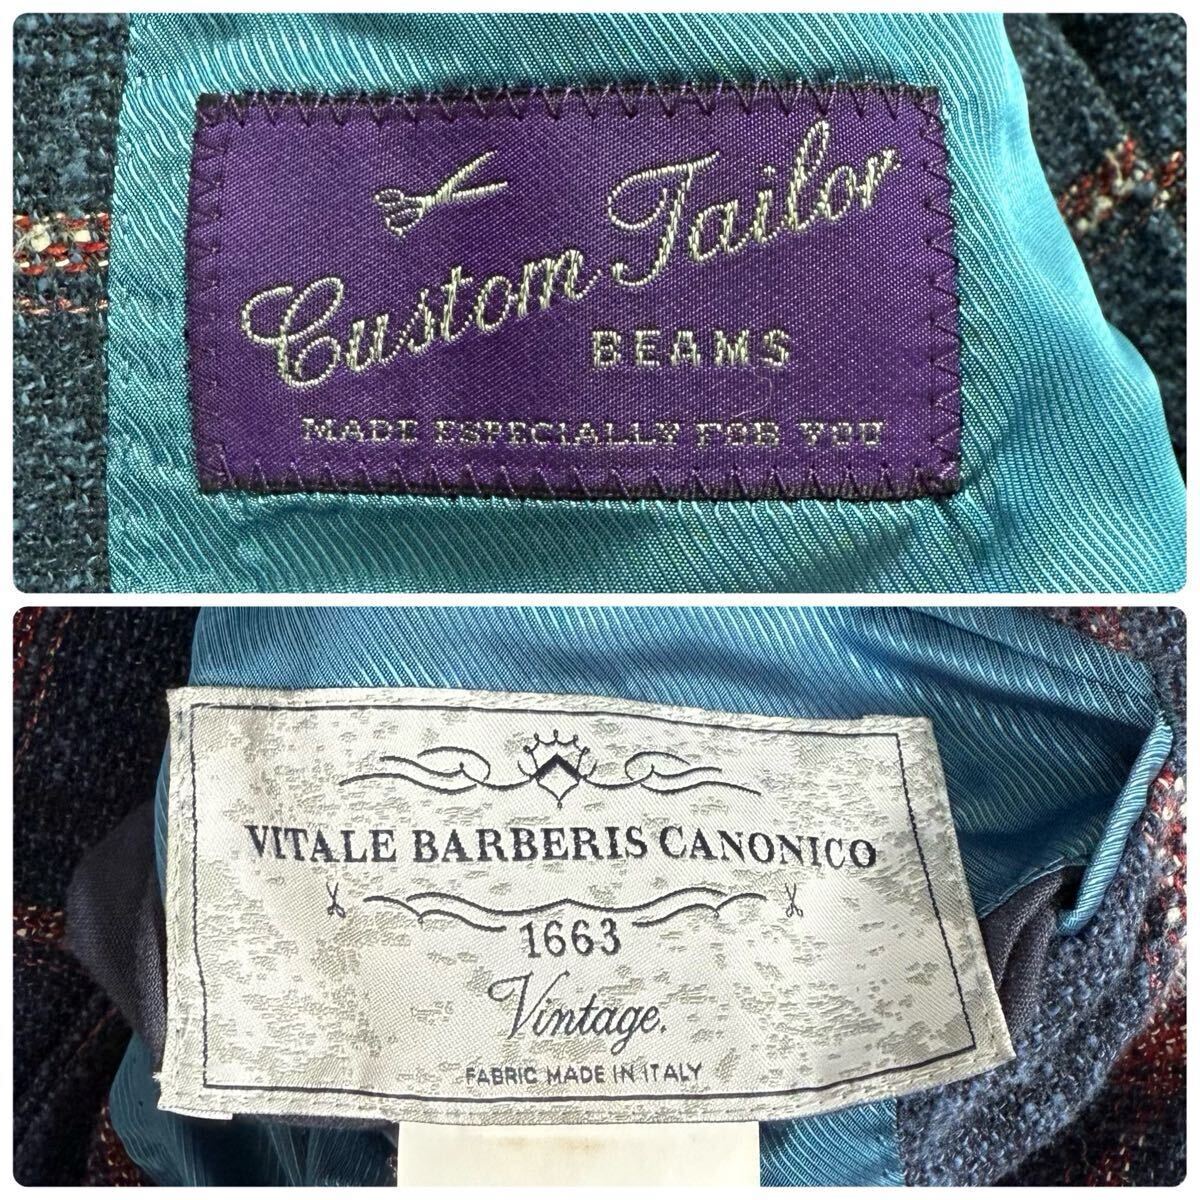 Custom Tailor
BEAMS
MADE ESPECIALLY FOR YOU
VITALE BARBERIS CANONICO
1663
Vintage.
FABRIC MADE IN ITALY